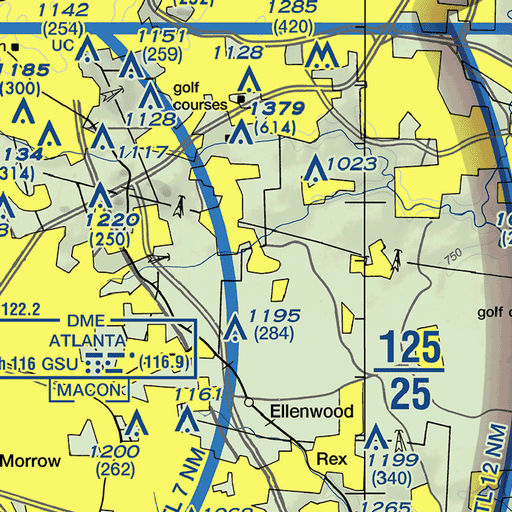 1142
(254)
UC
1151
(259)
1128
1285
(420)
1185
(300)
golf
courses
1128
1379
(614)
1117
134
314)
1023
1220
(250)
750
122.2
DME
ATLANTA
116 GSU (116.9)
MACON
1195
(284)
golf
125
25
1161
Ellenwood
1200
(262)
Morrow
Rex
1199
(340)
7 NM
12 NM
1265